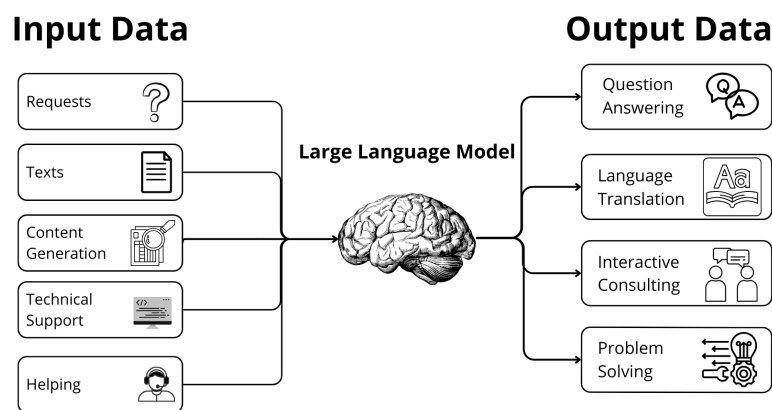 Input Data
Output Data
Requests
Texts
Content
Generation
Technical
Support
</>
Helping
Large Language Model
Question
Answering
Q
A
Language
Translation
Aa
Interactive
Consulting
Problem
Solving